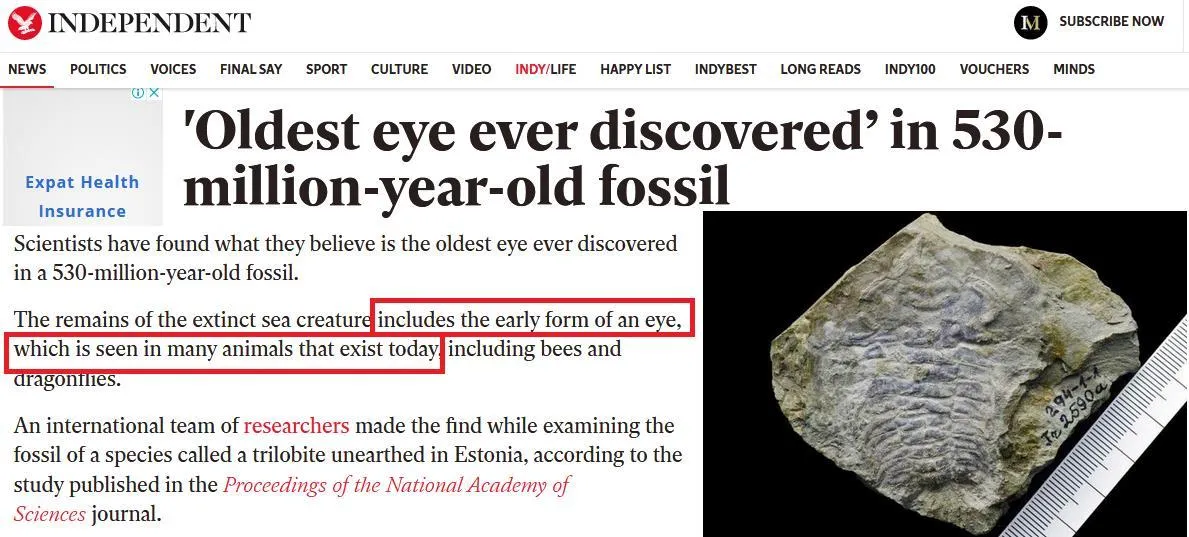 INDEPENDENT
SUBSCRIBE NOW
NEWS POLITICS VOICES FINAL SAY SPORT CULTURE VIDEO INDY/LIFE HAPPY LIST INDYBEST LONG READS INDY100 VOUCHERS MINDS
Expat Health
Insurance
'Oldest eye ever discovered’ in 530-
million-year-old fossil
Scientists have found what they believe is the oldest eye ever discovered
in a 530-million-year-old fossil.
The remains of the extinct sea creature includes the early form of an eye,
which is seen in many animals that exist today, including bees and
dragonflies.
An international team of researchers made the find while examining the
fossil of a species called a trilobite unearthed in Estonia, according to the
study published in the Proceedings of the National Academy of
Sciences journal.
294-1-1